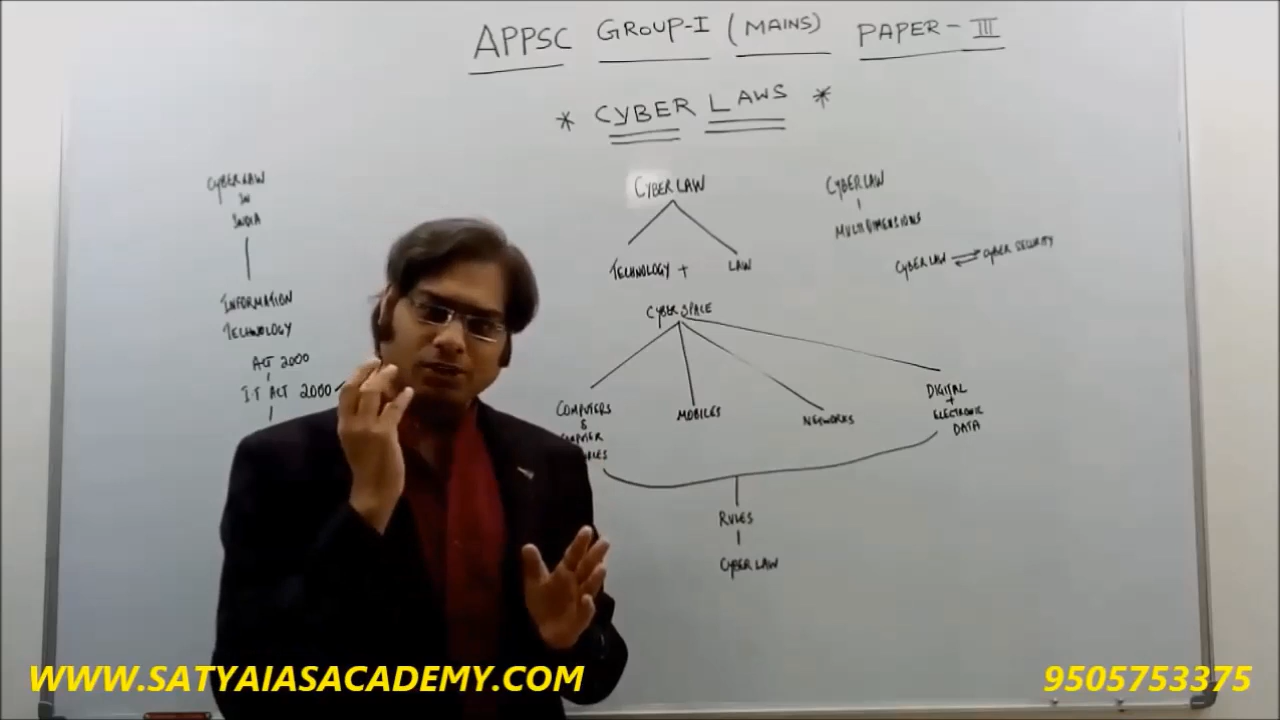 APPSC GROUP-I (MAINS) PAPER-III
* CYBER LAWS *
CYBER LAW
IN
INDIA
INFORMATION
TECHNOLOGY
ACT 2000
I.T ACT 2000
CYBER LAW
TECHNOLOGY + LAW
CYBER SPACE
COMPUTERS
&
MOBILES
NETWORKS
DIGITAL
+
ELECTRONIC
DATA
RULES
CYBER LAW
CYBER LAW
MULTIDIMENSIONS
CYBER LAW ⇌ CYBER SECURITY
WWW.SATYAIASACADEMY.COM
9505753375